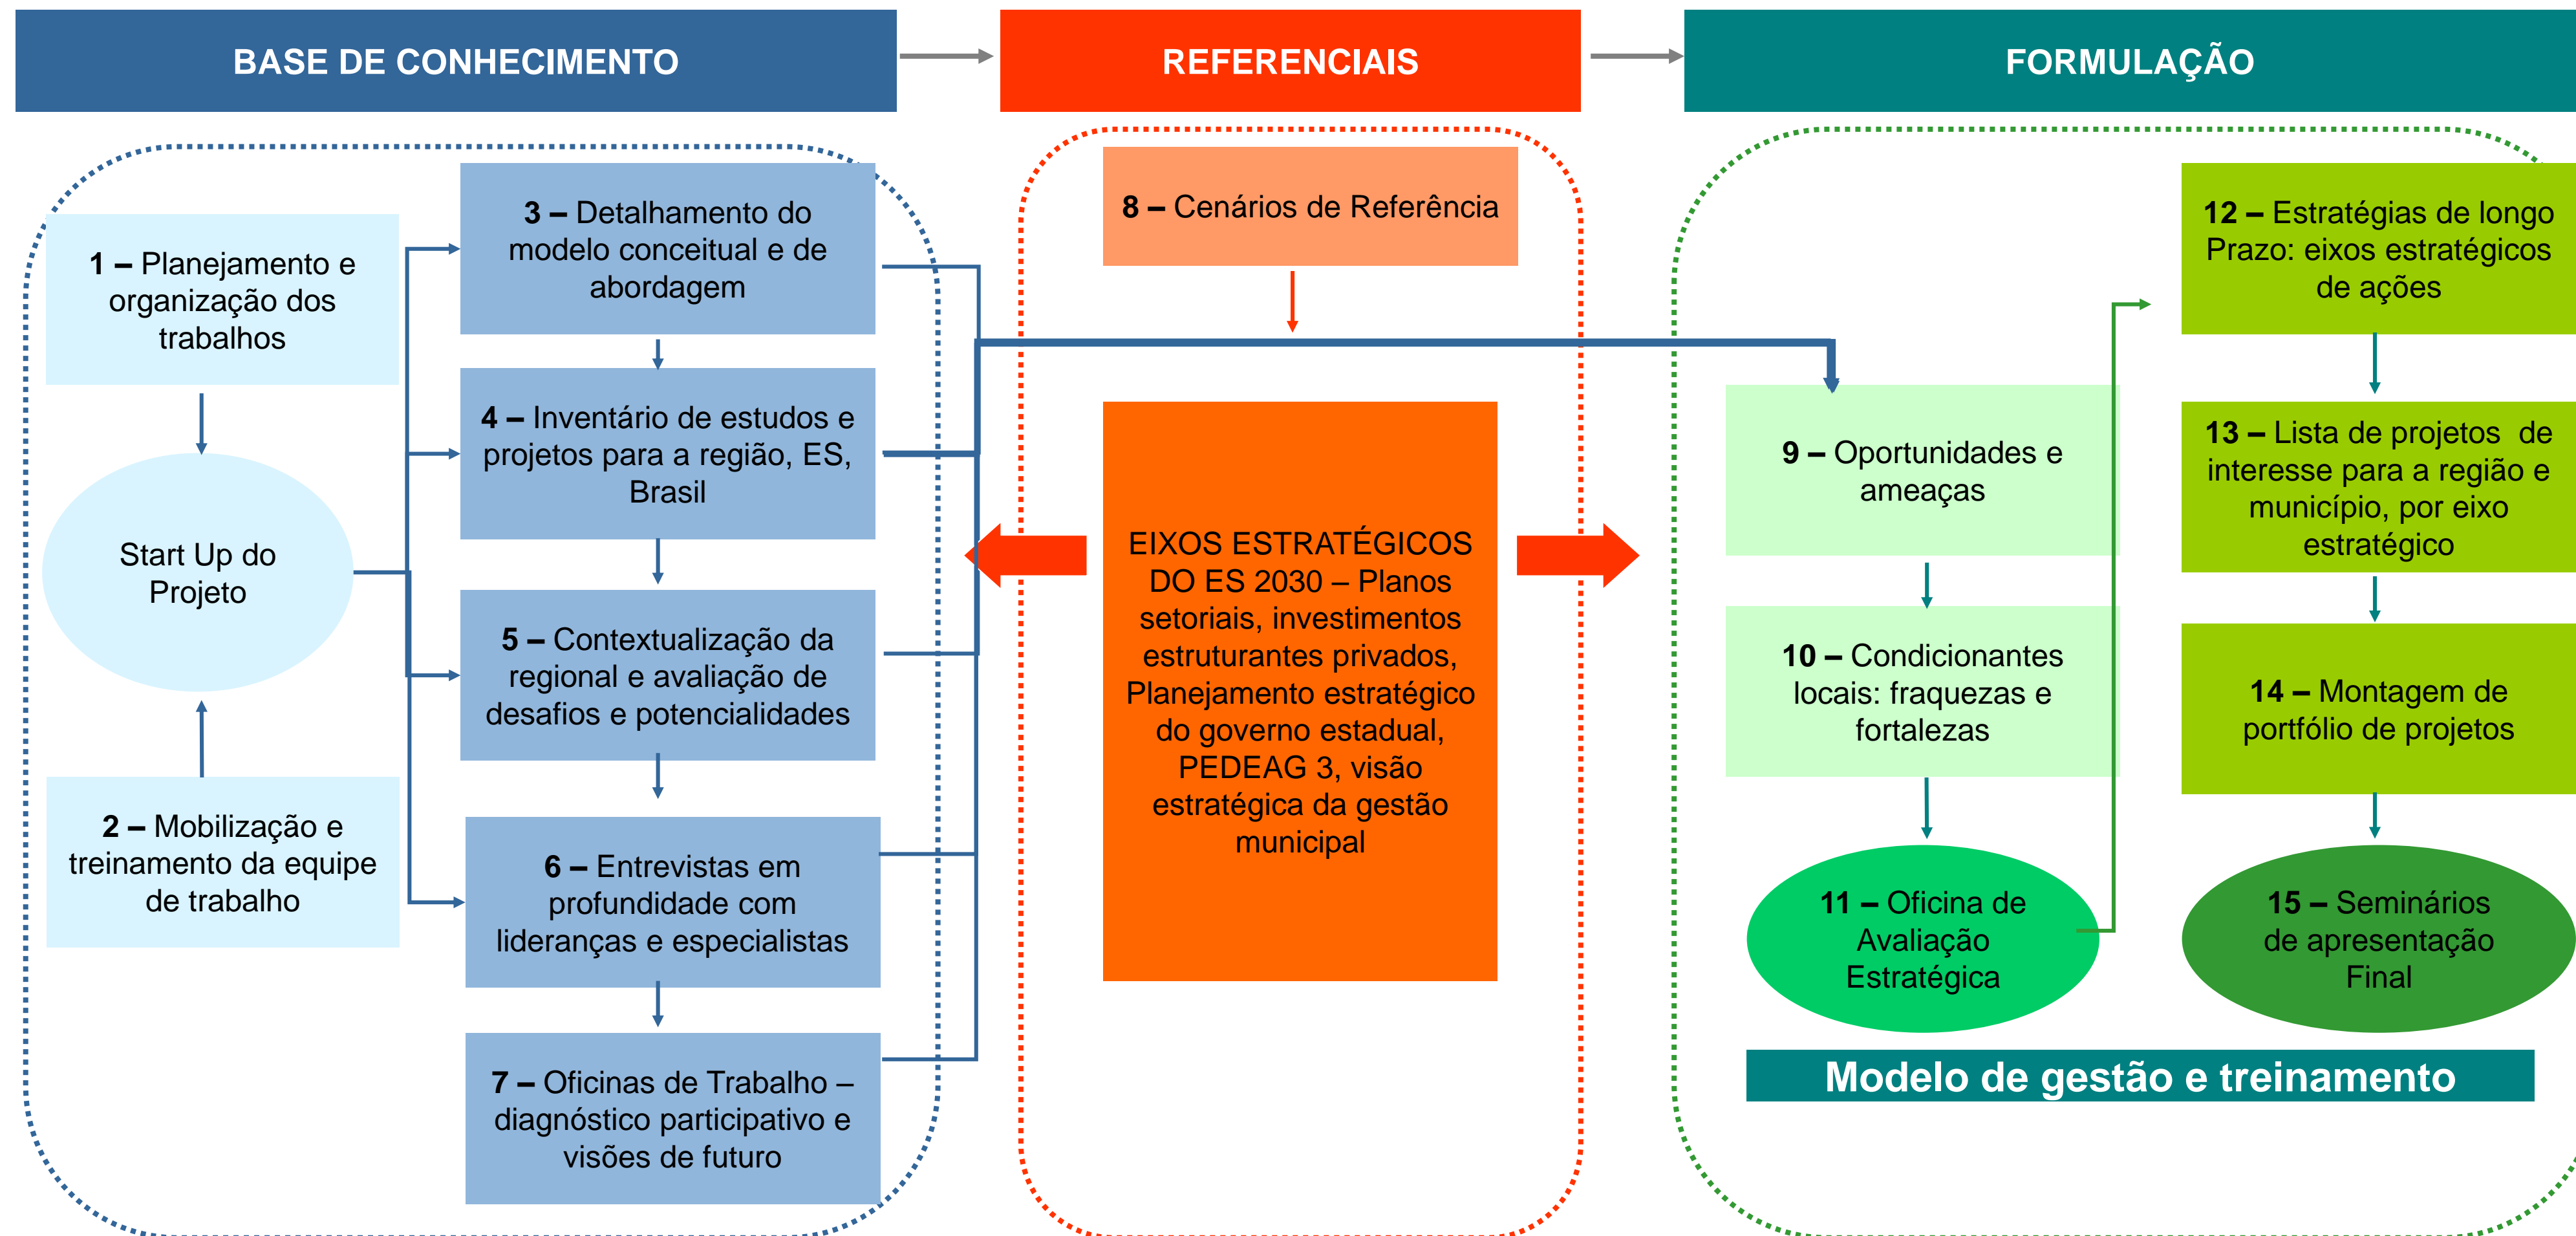 BASE DE CONHECIMENTO
REFERENCIAIS
FORMULAÇÃO
1 – Planejamento e
organização dos
trabalhos
Start Up do
Projeto
2 – Mobilização e
treinamento da equipe
de trabalho
3 – Detalhamento do
modelo conceitual e de
abordagem
4 – Inventário de estudos e
projetos para a região, ES,
Brasil
5 – Contextualização da
regional e avaliação de
desafios e potencialidades
6 – Entrevistas em
profundidade com
lideranças e especialistas
7 – Oficinas de Trabalho –
diagnóstico participativo e
visões de futuro
8 – Cenários de Referência
EIXOS ESTRATÉGICOS
DO ES 2030 – Planos
setoriais, investimentos
estruturantes privados,
Planejamento estratégico
do governo estadual,
PEDEAG 3, visão
estratégica da gestão
municipal
9 – Oportunidades e
ameaças
10 – Condicionantes
locais: fraquezas e
fortalezas
11 – Oficina de
Avaliação
Estratégica
12 – Estratégias de longo
Prazo: eixos estratégicos
de ações
13 – Lista de projetos  de
interesse para a região e
município, por eixo
estratégico
14 – Montagem de
portfólio de projetos
15 – Seminários
de apresentação
Final
Modelo de gestão e treinamento